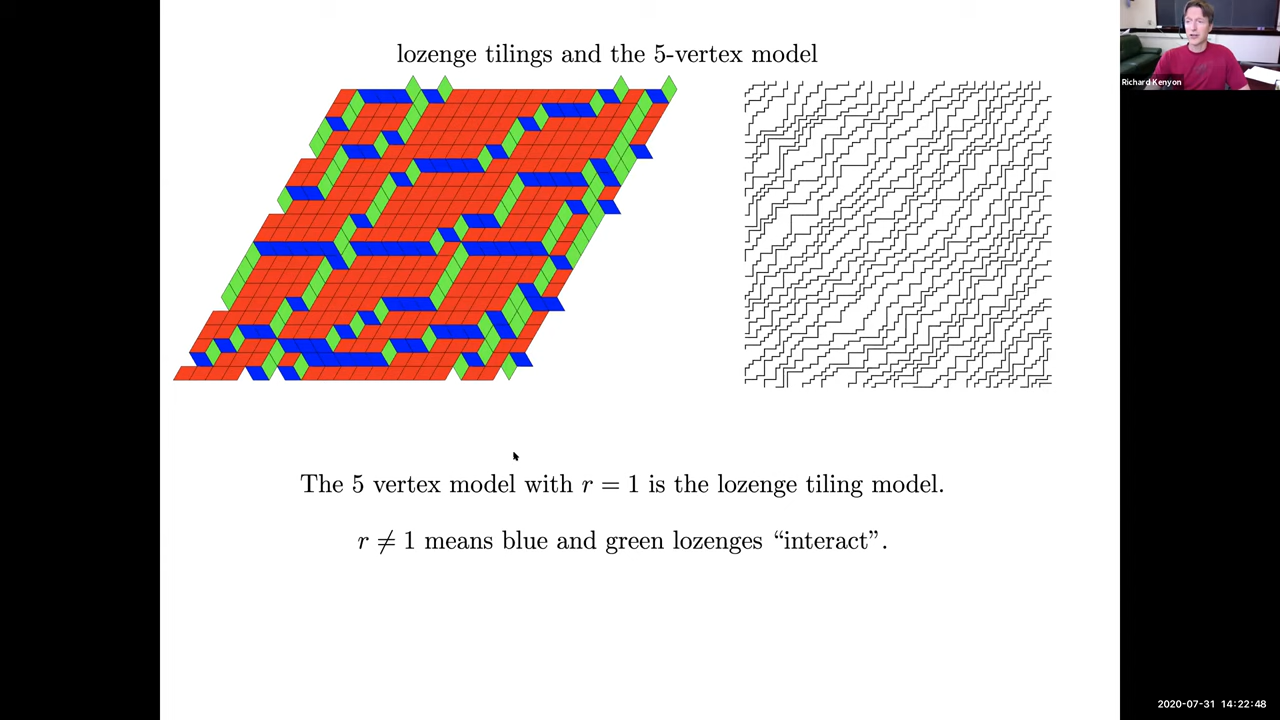 lozenge tilings and the 5-vertex model
Richard Kenyon
The 5 vertex model with r = 1 is the lozenge tiling model.
r ≠ 1 means blue and green lozenges “interact”.
2020-07-31 14:22:48